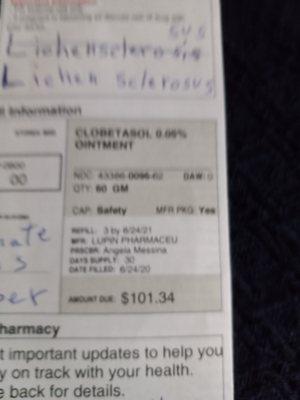 sus
Lichensclerosis
Lichen sclerosus
Information
CLOBETASOL 0.05%
OINTMENT
00
NDC: 43386-0096-62 DAW: 0
QTY: 60 GM
CAP: Safety MFR PKG: Yes
REFILL: 3 by 6/24/21
MFR: LUPIN PHARMACEU
PRSCBR: Angela Messina
DAYS SUPPLY: 30
DATE FILLED: 6/24/20
AMOUNT DUE: $101.34
harmacy
t important updates to help you
y on track with your health.
e back for details.